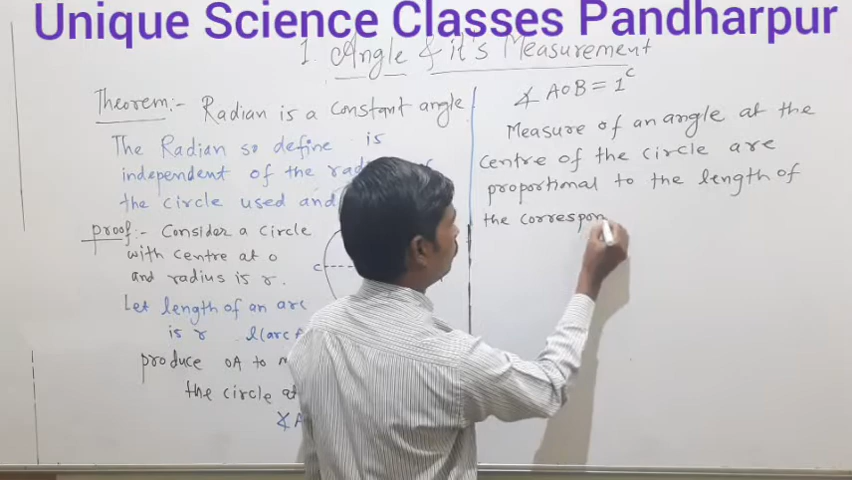 Unique Science Classes Pandharpur
1. Angle & it's Measurement
Theorem:- Radian is a constant angle
The Radian so define is
independent of the
the circle used and
proof:- Consider a circle
with centre at o
and radius is r.
Let length of an arc
is r l(arc
produce OA to
the circle at
∡A
C
∡ AOB = 1ᶜ
Measure of an angle at the
centre of the circle are
proportional to the length of
the correspon